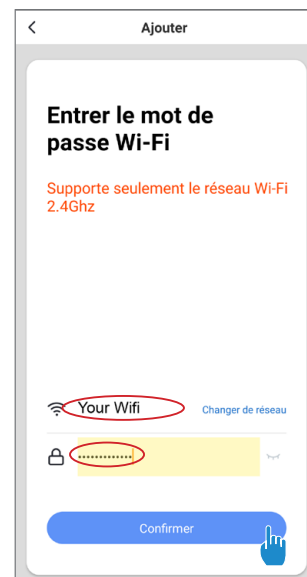 Ajouter
Entrer le mot de
passe Wi-Fi
Supporte seulement le réseau Wi-Fi
2.4Ghz
Your Wifi
Changer de réseau
.............
Confirmer